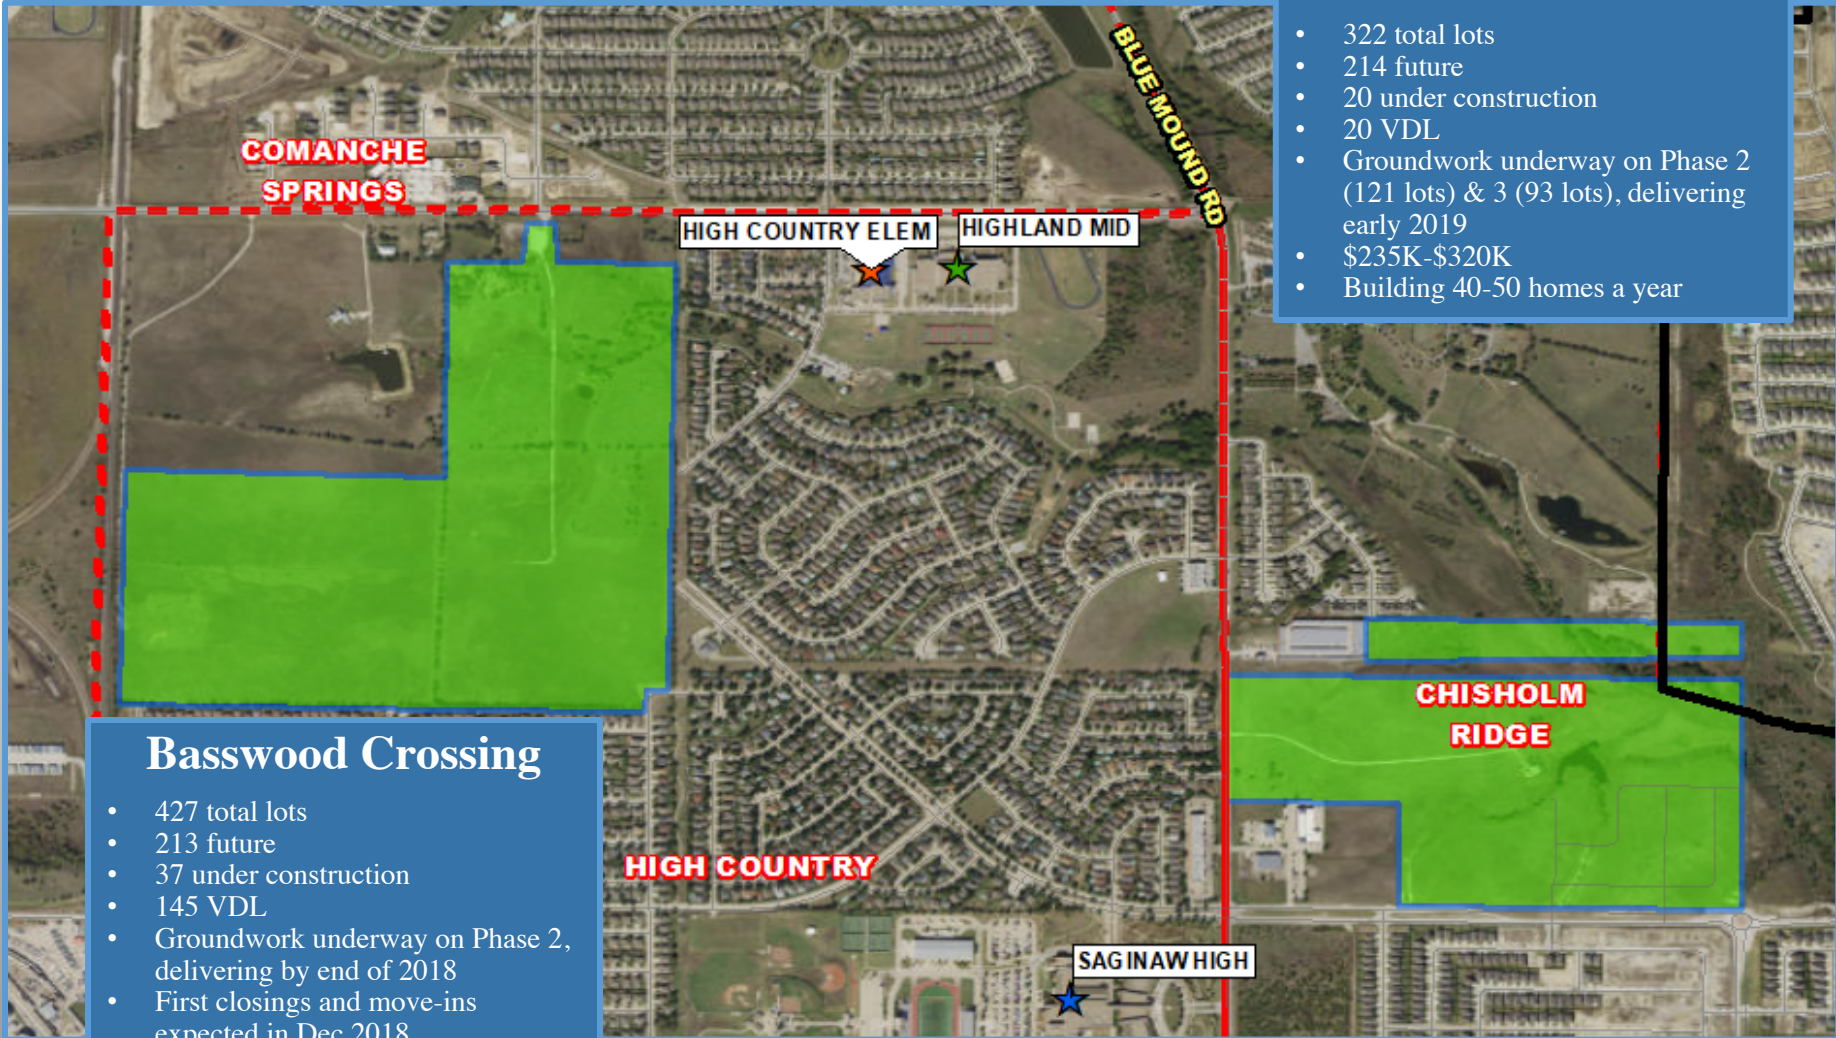 BLUE MOUND RD
• 322 total lots
• 214 future
• 20 under construction
• 20 VDL
• Groundwork underway on Phase 2
(121 lots) & 3 (93 lots), delivering
early 2019
• $235K-$320K
• Building 40-50 homes a year
COMANCHE
SPRINGS
HIGH COUNTRY ELEM
HIGHLAND MID
CHISHOLM
RIDGE
Basswood Crossing
• 427 total lots
• 213 future
• 37 under construction
• 145 VDL
• Groundwork underway on Phase 2,
delivering by end of 2018
• First closings and move-ins
expected in Dec 2018
HIGH COUNTRY
SAGINAW HIGH